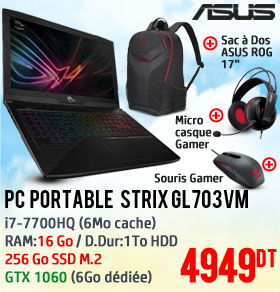 ASUS
Sac à Dos
ASUS ROG
17"
Micro
casque
Gamer
Souris Gamer
PC PORTABLE STRIX GL703VM
i7-7700HQ (6Mo cache)
RAM:16 Go / D.Dur:1To HDD
256 Go SSD M.2
GTX 1060 (6Go dédiée)
4949DT